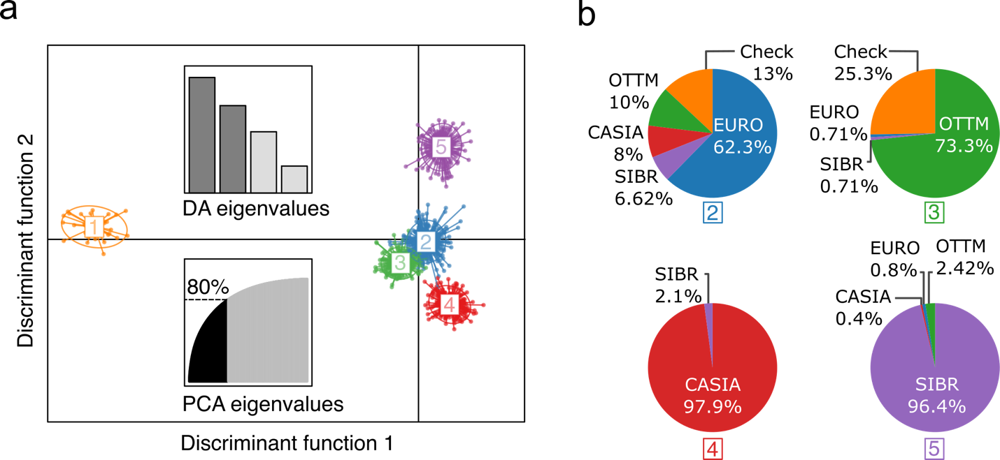 a
b
Discriminant function 2
Discriminant function 1
DA eigenvalues
80%
PCA eigenvalues
1
2
3
4
5
Check
13%
OTTM
10%
CASIA
8%
SIBR
6.62%
EURO
62.3%
2
Check
25.3%
EURO
0.71%
SIBR
0.71%
OTTM
73.3%
3
SIBR
2.1%
CASIA
97.9%
4
EURO
0.8%
OTTM
2.42%
CASIA
0.4%
SIBR
96.4%
5